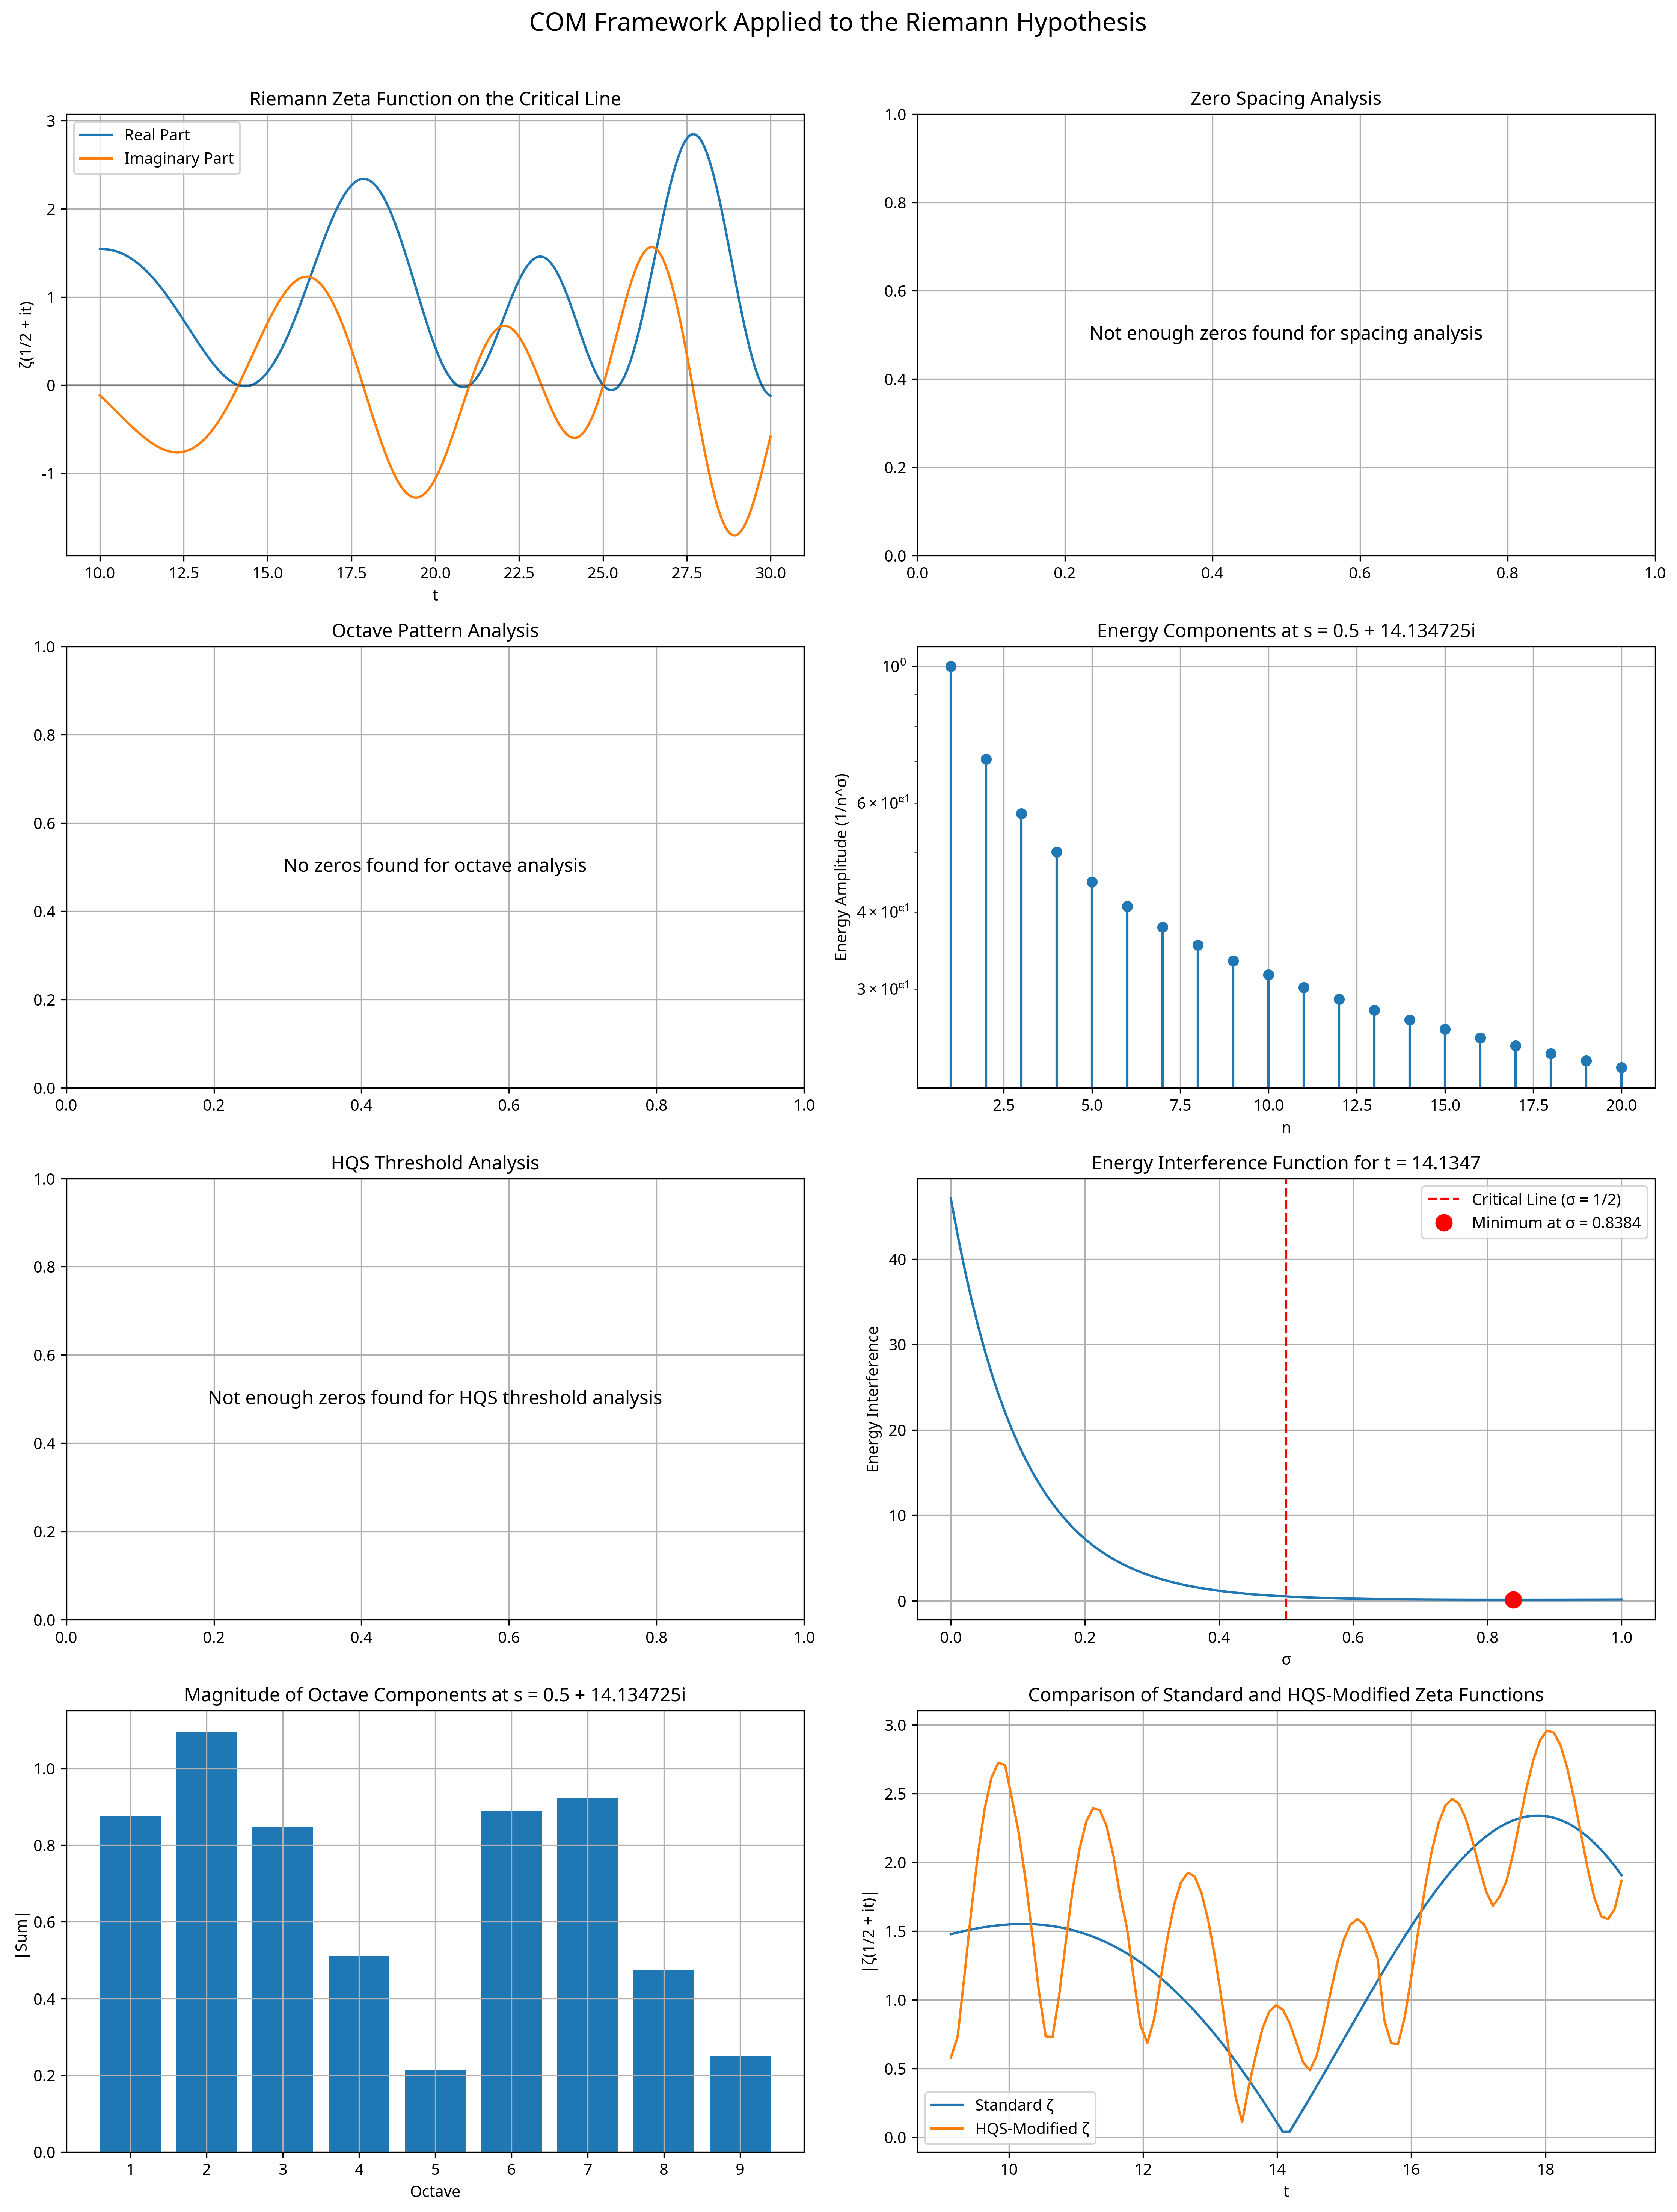 COM Framework Applied to the Riemann Hypothesis
Riemann Zeta Function on the Critical Line
Real Part
Imaginary Part
ζ(1/2 + it)
3
2
1
0
-1
10.0 12.5 15.0 17.5 20.0 22.5 25.0 27.5 30.0
t
Zero Spacing Analysis
1.0
0.8
0.6
0.4
0.2
0.0
Not enough zeros found for spacing analysis
0.0 0.2 0.4 0.6 0.8 1.0
Octave Pattern Analysis
1.0
0.8
0.6
0.4
0.2
0.0
No zeros found for octave analysis
0.0 0.2 0.4 0.6 0.8 1.0
Energy Components at s = 0.5 + 14.134725i
Energy Amplitude (1/n^σ)
10⁰
6 × 10¤¹
4 × 10¤¹
3 × 10¤¹
2.5 5.0 7.5 10.0 12.5 15.0 17.5 20.0
n
HQS Threshold Analysis
1.0
0.8
0.6
0.4
0.2
0.0
Not enough zeros found for HQS threshold analysis
0.0 0.2 0.4 0.6 0.8 1.0
Energy Interference Function for t = 14.1347
Critical Line (σ = 1/2)
Minimum at σ = 0.8384
Energy Interference
40
30
20
10
0
0.0 0.2 0.4 0.6 0.8 1.0
σ
Magnitude of Octave Components at s = 0.5 + 14.134725i
|Sum|
1.0
0.8
0.6
0.4
0.2
0.0
1 2 3 4 5 6 7 8 9
Octave
Comparison of Standard and HQS-Modified Zeta Functions
|ζ(1/2 + it)|
3.0
2.5
2.0
1.5
1.0
0.5
0.0
Standard ζ
HQS-Modified ζ
10 12 14 16 18
t